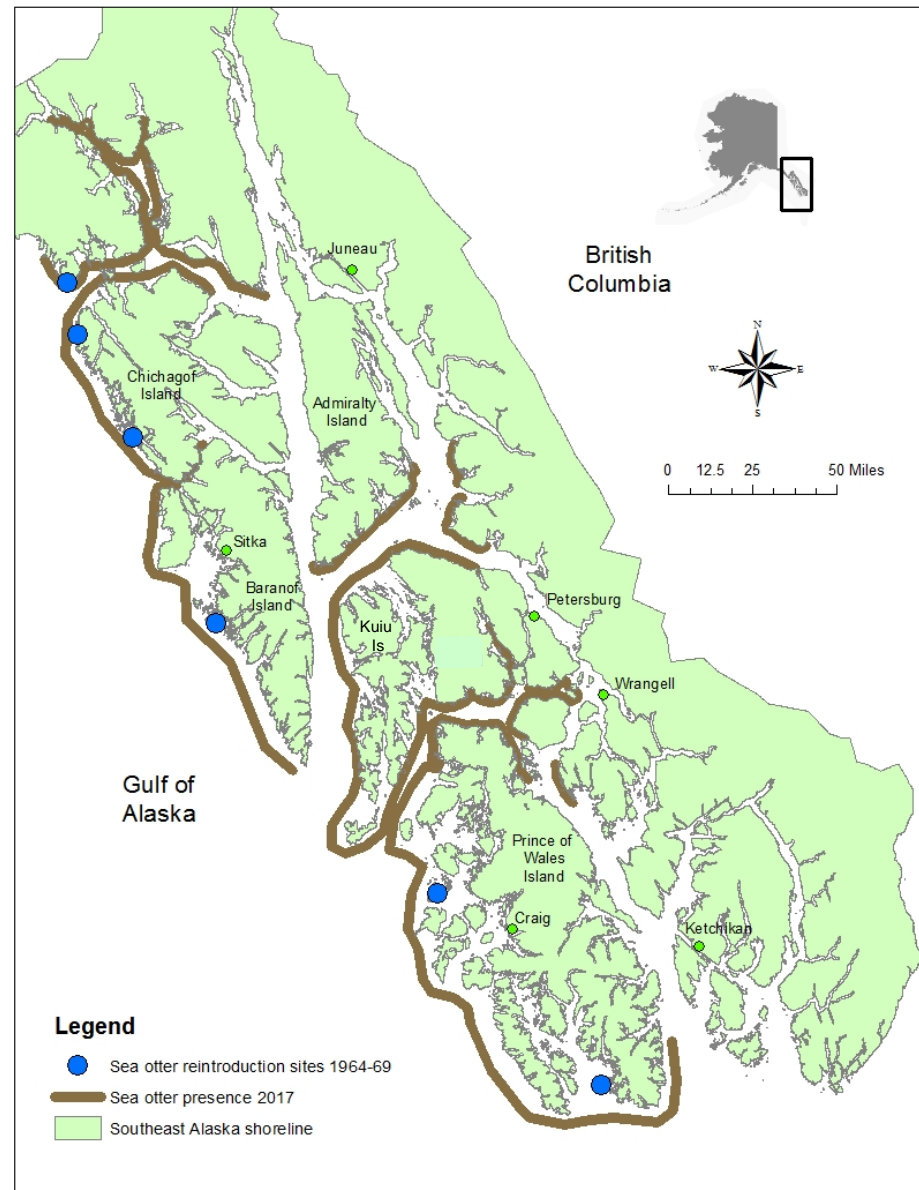 Juneau
British
Columbia
N
W
E
S
Chichagof
Island
Admiralty
Island
0 12.5 25 50 Miles
Sitka
Baranof
Island
Petersburg
Kuiu
Is
Wrangell
Gulf of
Alaska
Prince of
Wales
Island
Craig
Ketchikan
Legend
Sea otter reintroduction sites 1964-69
Sea otter presence 2017
Southeast Alaska shoreline